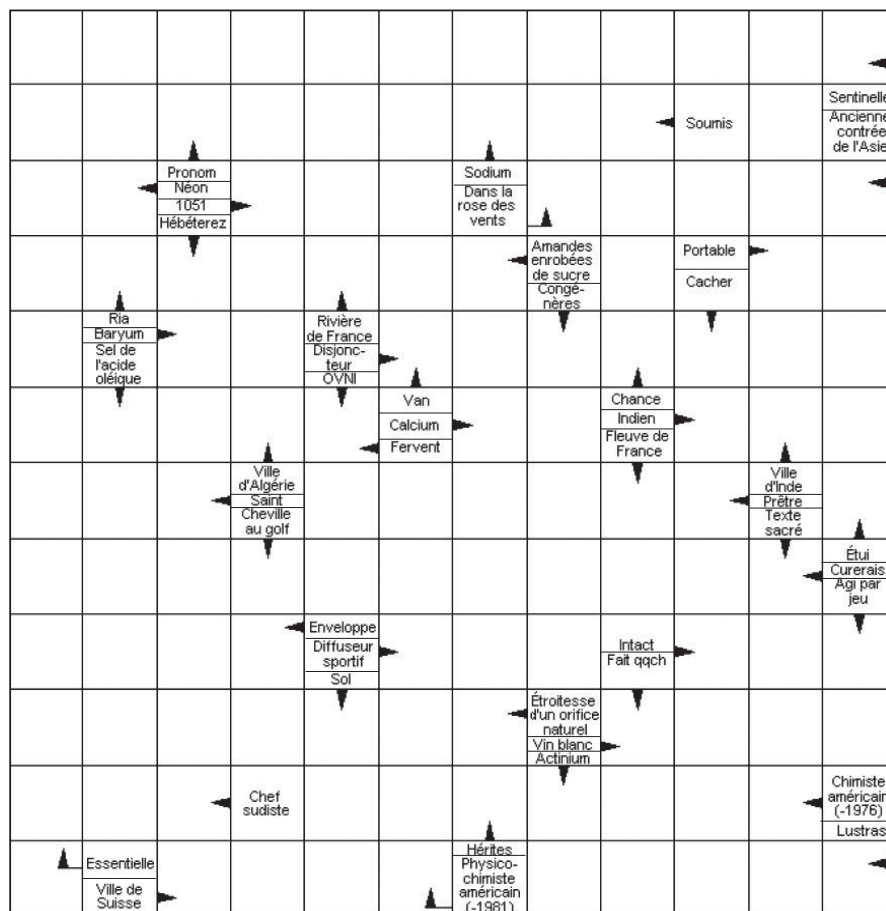 Soumis
Sentinelle
Ancienne
contrée
de l'Asie
Pronom
Néon
1051
Hébéterez
Sodium
Dans la
rose des
vents
Amandes
enrobées
de sucre
Congé-
nères
Portable
Cacher
Ria
Baryum
Sel de
l'acide
oléique
Rivière
de France
Disjonc-
teur
OVNI
Van
Calcium
Fervent
Chance
Indien
Fleuve de
France
Ville
d'Algérie
Saint
Cheville
au golf
Ville
d'Inde
Prêtre
Texte
sacré
Étui
Curerais
Agi par
jeu
Enveloppe
Diffuseur
sportif
Sol
Intact
Fait qqch
Étroitesse
d'un orifice
naturel
Vin blanc
Actinium
Chef
sudiste
Chimiste
américain
(-1976)
Lustras
Essentielle
Ville de
Suisse
Hérites
Physico-
chimiste
américain
(-1981)